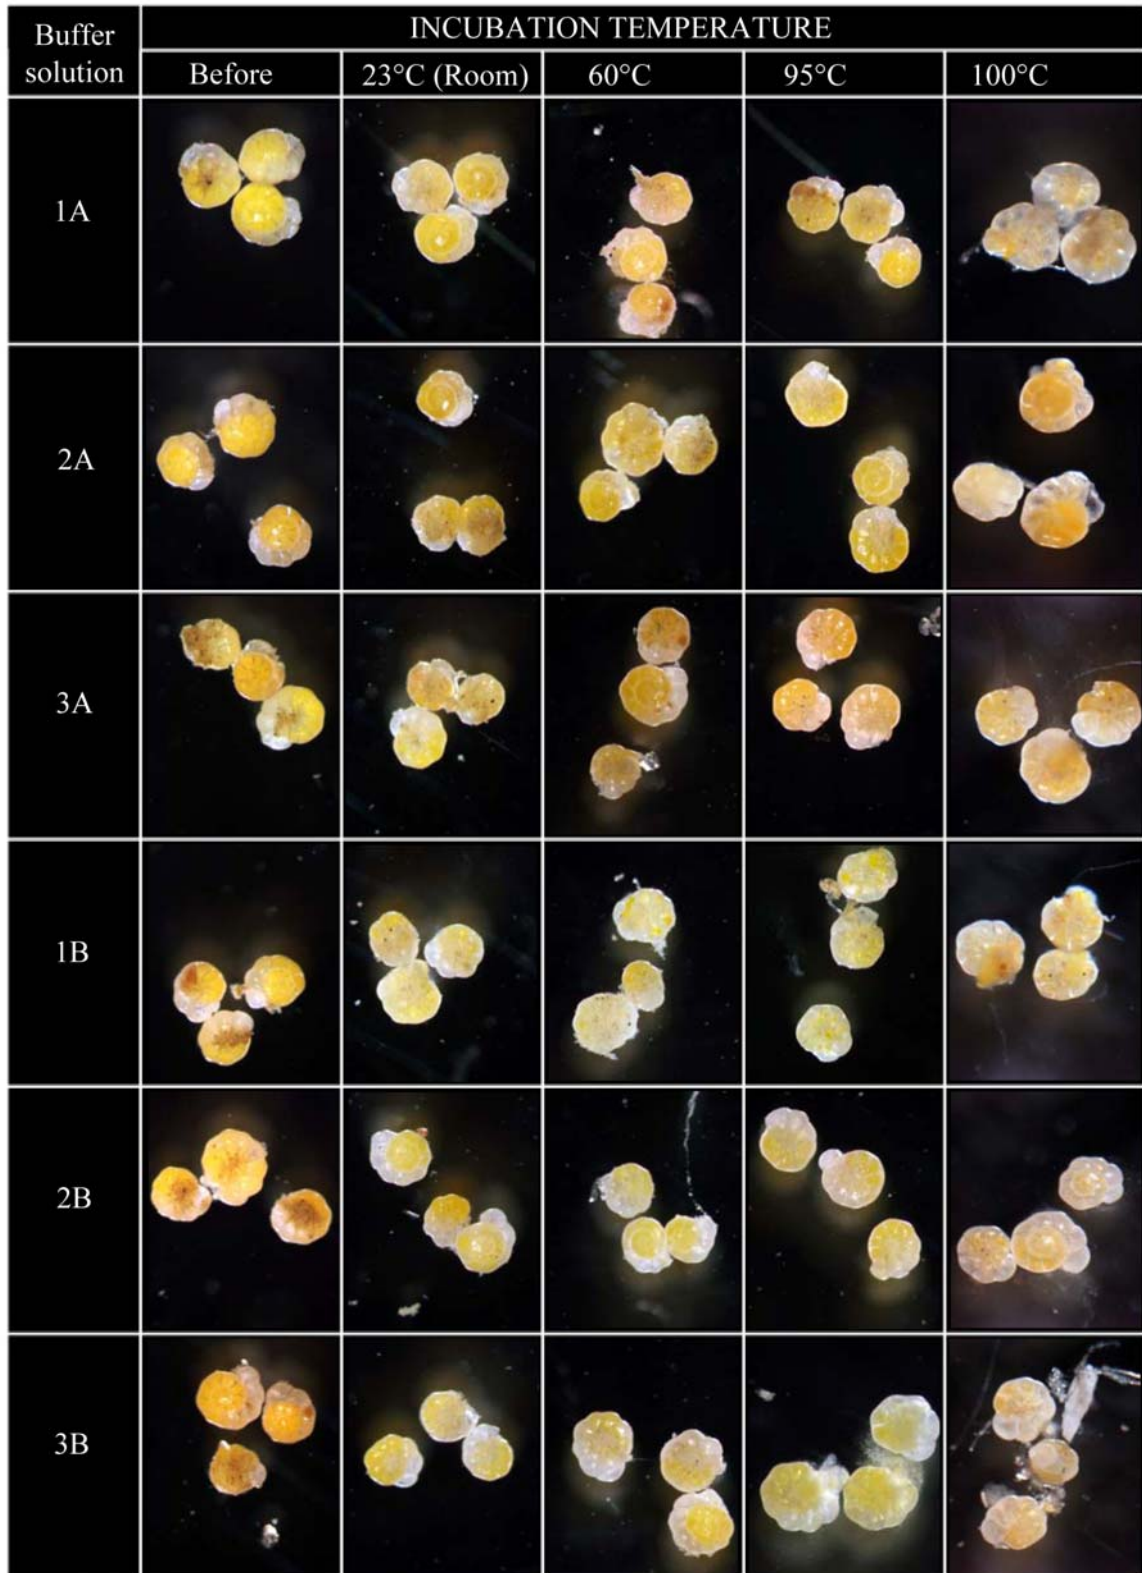 Buffer solution
INCUBATION TEMPERATURE
Before
23°C (Room)
60°C
95°C
100°C
1A
2A
3A
1B
2B
3B